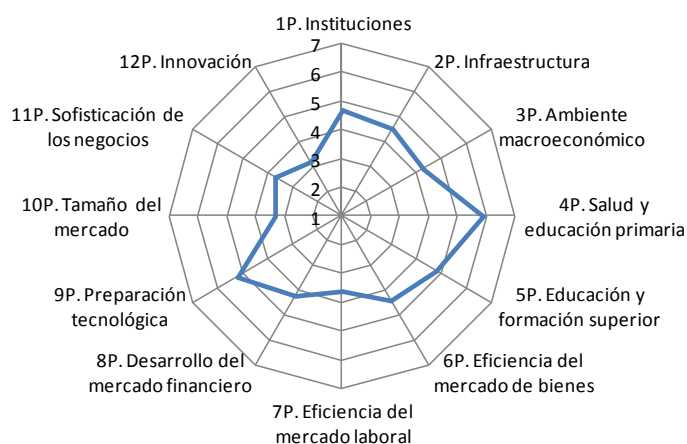 1P. Instituciones
2P. Infraestructura
3P. Ambiente
macroeconómico
4P. Salud y
educación primaria
5P. Educación y
formación superior
6P. Eficiencia del
mercado de bienes
7P. Eficiencia del
mercado laboral
8P. Desarrollo del
mercado financiero
9P. Preparación
tecnológica
10P. Tamaño del
mercado
11P. Sofisticación de
los negocios
12P. Innovación
7
6
5
4
3
2
1